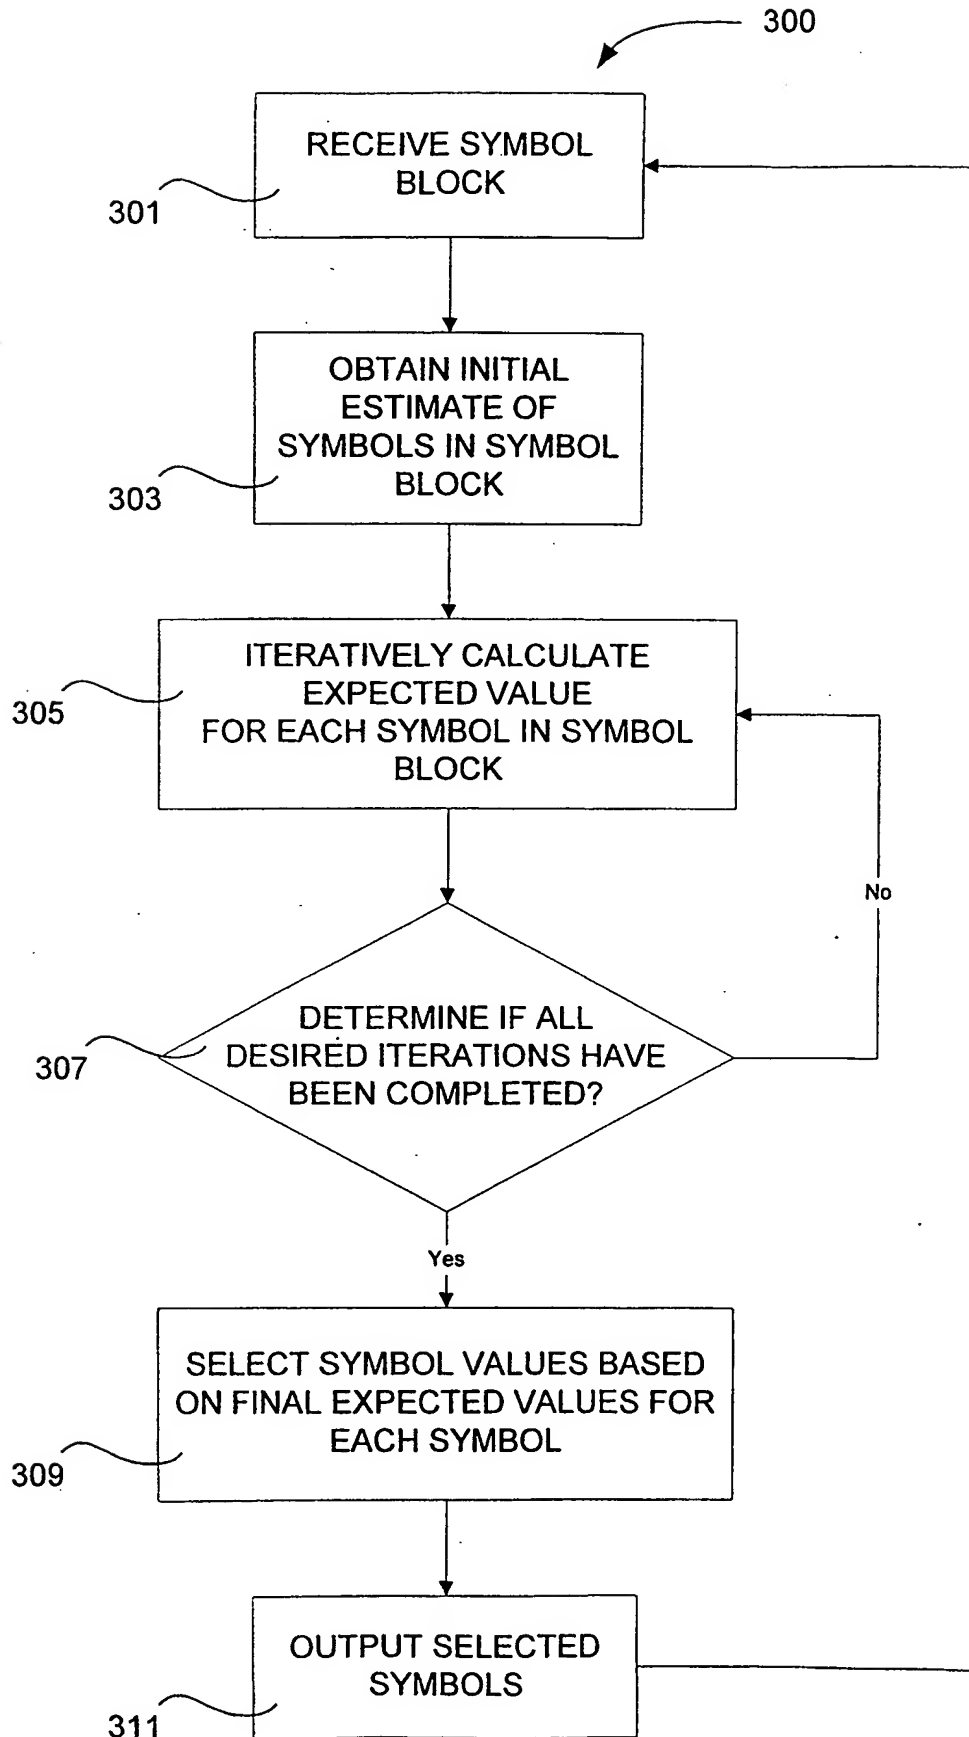 300
RECEIVE SYMBOL
BLOCK
301
OBTAIN INITIAL
ESTIMATE OF
SYMBOLS IN SYMBOL
BLOCK
303
ITERATIVELY CALCULATE
EXPECTED VALUE
FOR EACH SYMBOL IN SYMBOL
BLOCK
305
No
DETERMINE IF ALL
DESIRED ITERATIONS HAVE
BEEN COMPLETED?
307
Yes
SELECT SYMBOL VALUES BASED
ON FINAL EXPECTED VALUES FOR
EACH SYMBOL
309
OUTPUT SELECTED
SYMBOLS
311